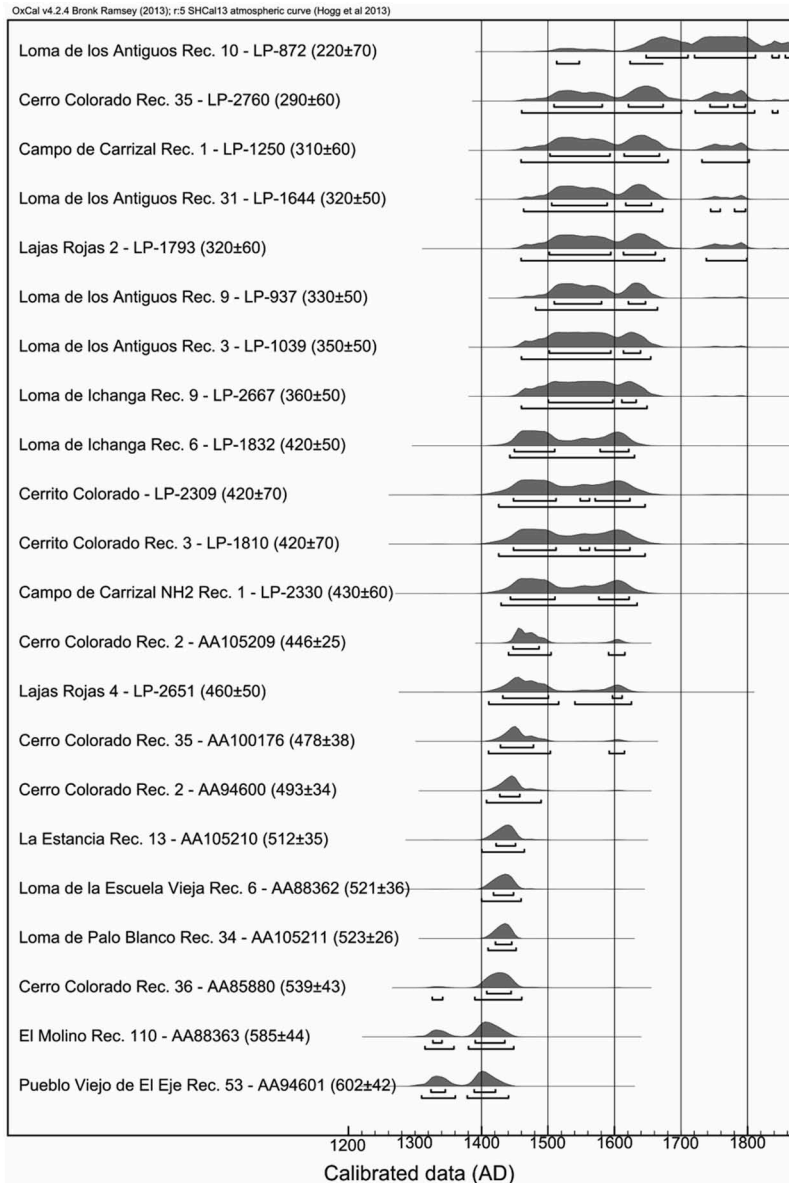 OxCal v4.2.4 Bronk Ramsey (2013); r:5 SHCal13 atmospheric curve (Hogg et al 2013)
Loma de los Antiguos Rec. 10 - LP-872 (220±70)
Cerro Colorado Rec. 35 - LP-2760 (290±60)
Campo de Carrizal Rec. 1 - LP-1250 (310±60)
Loma de los Antiguos Rec. 31 - LP-1644 (320±50)
Lajas Rojas 2 - LP-1793 (320±60)
Loma de los Antiguos Rec. 9 - LP-937 (330±50)
Loma de los Antiguos Rec. 3 - LP-1039 (350±50)
Loma de Ichanga Rec. 9 - LP-2667 (360±50)
Loma de Ichanga Rec. 6 - LP-1832 (420±50)
Cerrito Colorado - LP-2309 (420±70)
Cerrito Colorado Rec. 3 - LP-1810 (420±70)
Campo de Carrizal NH2 Rec. 1 - LP-2330 (430±60)
Cerro Colorado Rec. 2 - AA105209 (446±25)
Lajas Rojas 4 - LP-2651 (460±50)
Cerro Colorado Rec. 35 - AA100176 (478±38)
Cerro Colorado Rec. 2 - AA94600 (493±34)
La Estancia Rec. 13 - AA105210 (512±35)
Loma de la Escuela Vieja Rec. 6 - AA88362 (521±36)
Loma de Palo Blanco Rec. 34 - AA105211 (523±26)
Cerro Colorado Rec. 36 - AA85880 (539±43)
El Molino Rec. 110 - AA88363 (585±44)
Pueblo Viejo de El Eje Rec. 53 - AA94601 (602±42)
1200 1300 1400 1500 1600 1700 1800
Calibrated data (AD)